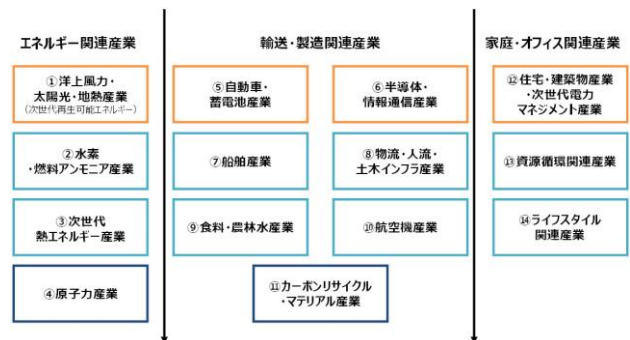 エネルギー関連産業
①洋上風力・
太陽光・地熱産業
(次世代再生可能エネルギー)
②水素
・燃料アンモニア産業
③次世代
熱エネルギー産業
④原子力産業
輸送・製造関連産業
⑤自動車・
蓄電池産業
⑥半導体・
情報通信産業
⑦船舶産業
⑧物流・人流・
土木インフラ産業
⑨食料・農林水産業
⑩航空機産業
⑪カーボンリサイクル
・マテリアル産業
家庭・オフィス関連産業
⑫住宅・建築物産業
・次世代電力
マネジメント産業
⑬資源循環関連産業
⑭ライフスタイル
関連産業